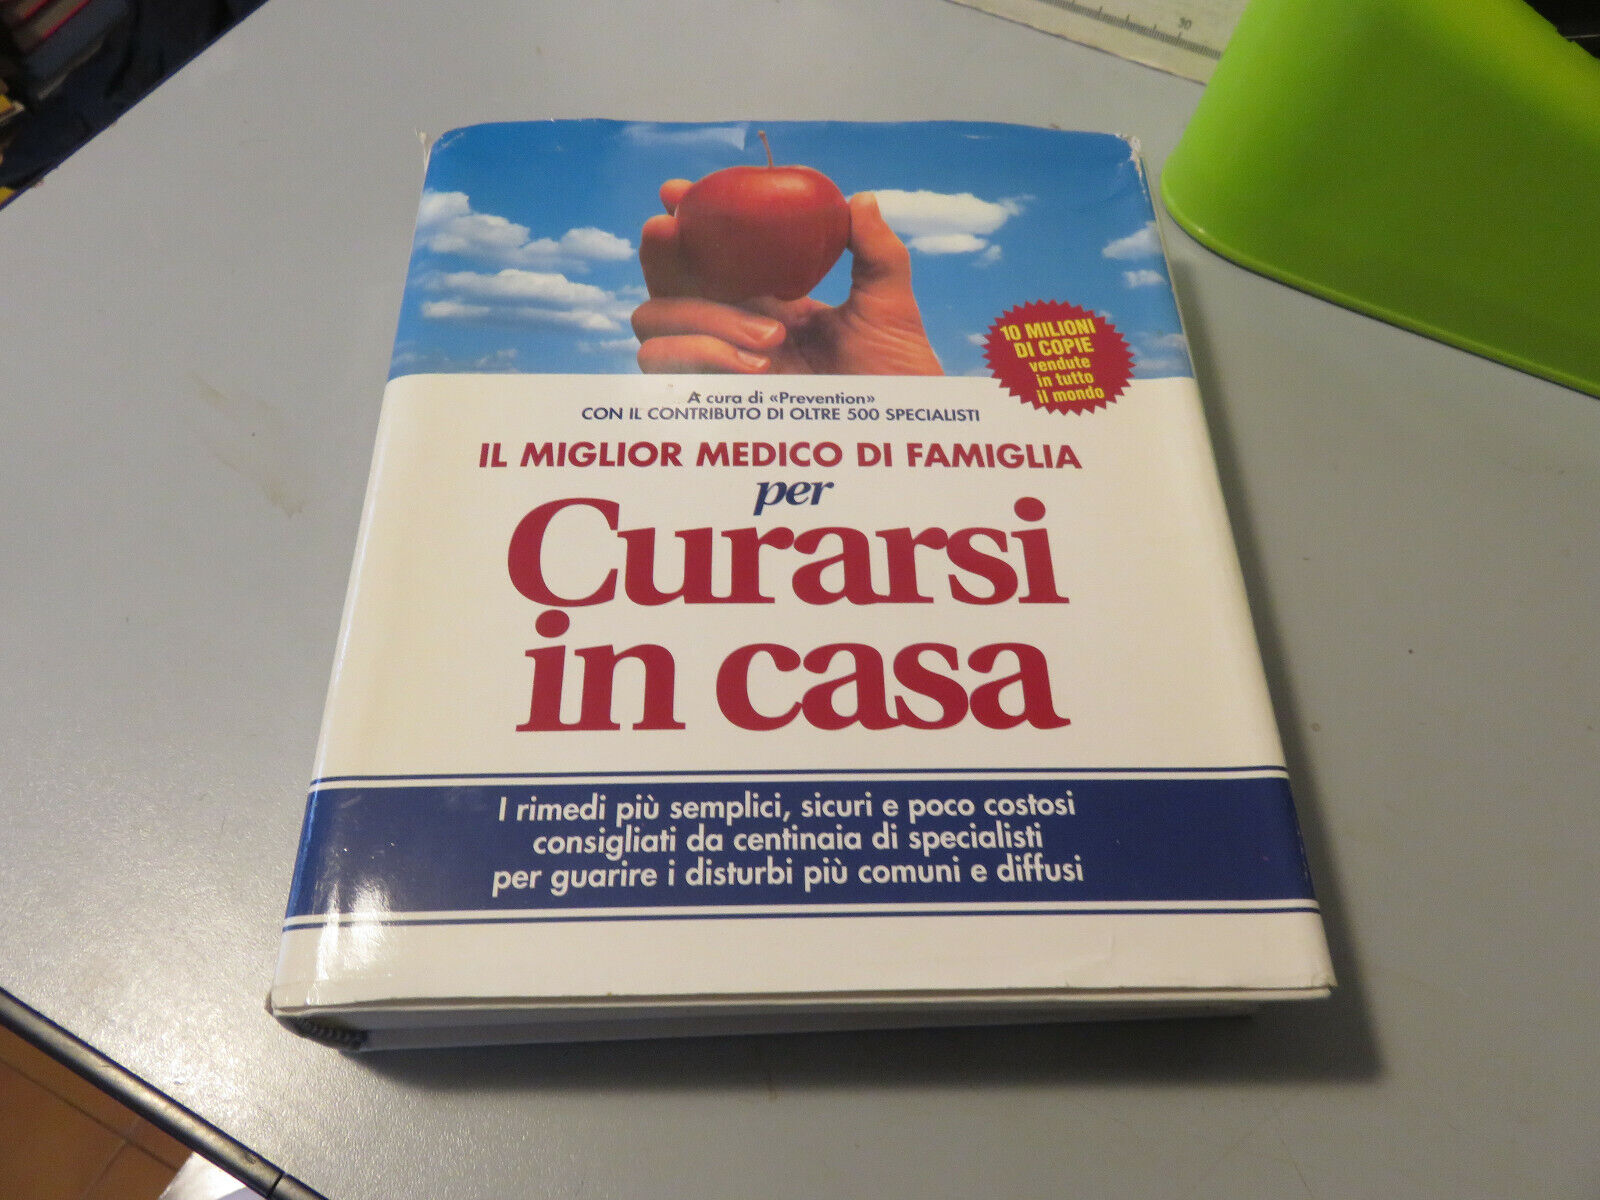 50
10 MILIONI
DI COPIE
vendute
in tutto
il mondo
A cura di «Prevention»
CON IL CONTRIBUTO DI OLTRE 500 SPECIALISTI
IL MIGLIOR MEDICO DI FAMIGLIA
per
Curarsi
in casa
I rimedi più semplici, sicuri e poco costosi
consigliati da centinaia di specialisti
per guarire i disturbi più comuni e diffusi